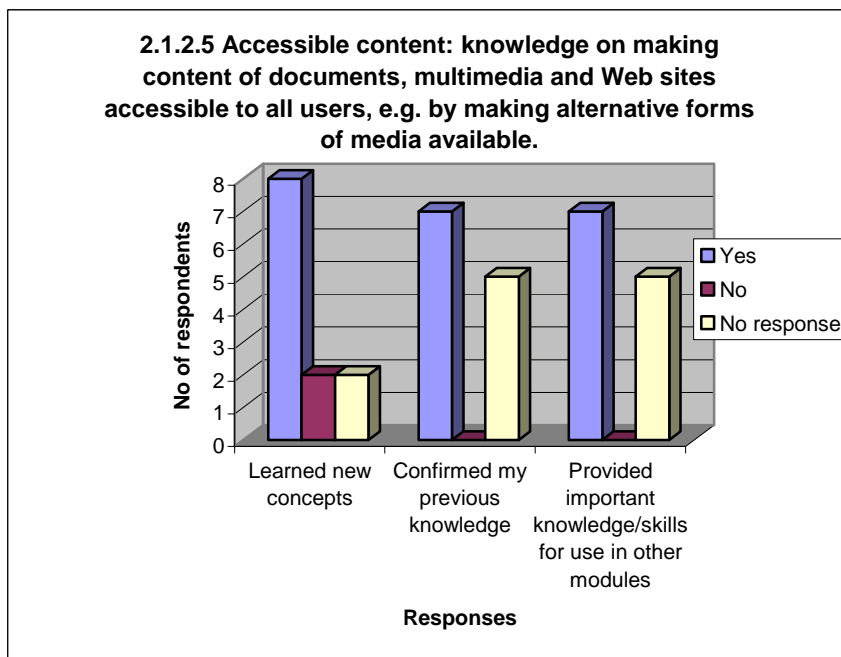 2.1.2.5 Accessible content: knowledge on making
content of documents, multimedia and Web sites
accessible to all users, e.g. by making alternative forms
of media available.
8
7
6
5
4
3
2
1
0
No of respondents
Yes
No
No response
Learned new
concepts
Confirmed my
previous
knowledge
Provided
important
knowledge/skills
for use in other
modules
Responses